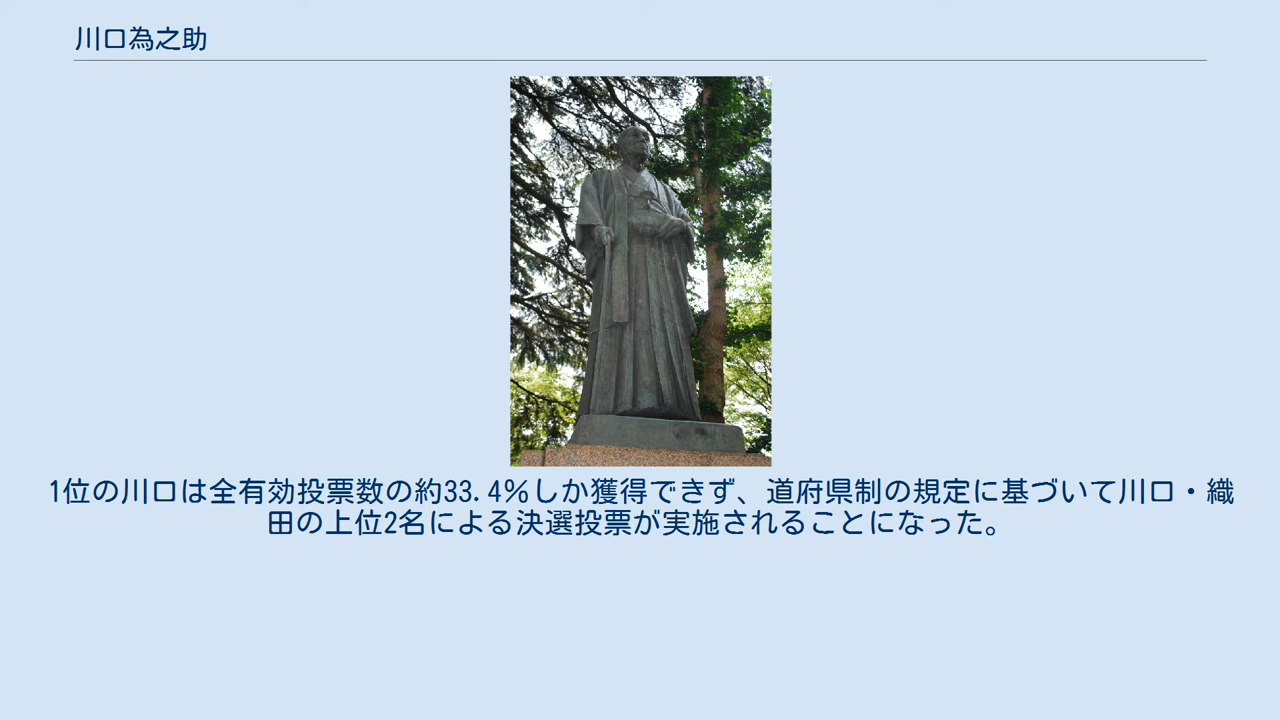 川口為之助
1位の川口は全有効投票数の約33.4%しか獲得できず、道府県制の規定に基づいて川口・織
田の上位2名による決選投票が実施されることになった。